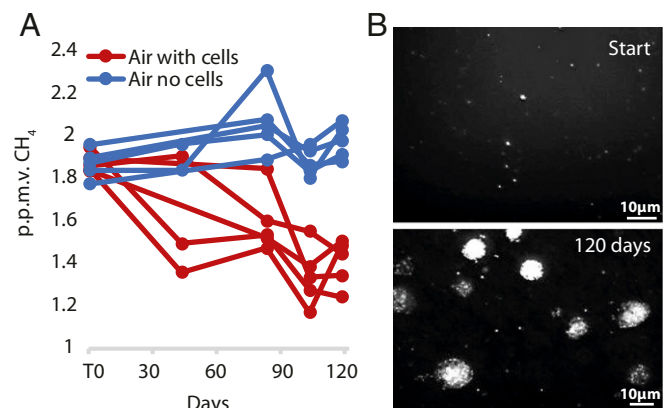 A
B
2.4
2.2
2
1.8
1.6
1.4
1.2
1
p.p.m.v. CH4
Air with cells
Air no cells
T0 30 60 90 120
Days
Start
10μm
120 days
10μm